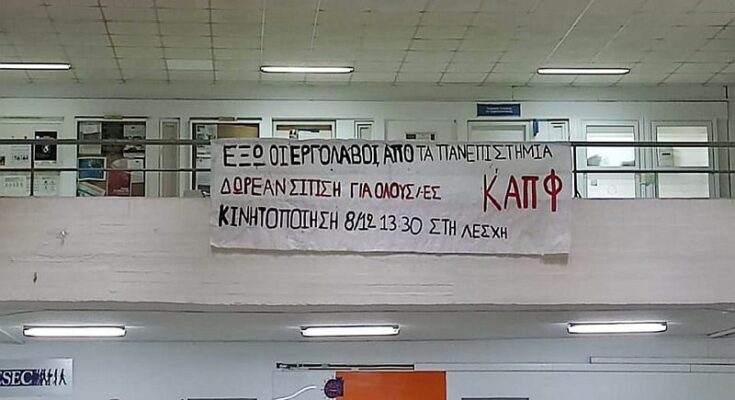 ΕΞΩ ΟΙ ΕΡΓΟΛΑΒΟΙ ΑΠΟ ΤΑ ΠΑΝΕΠΙΣΤΗΜΙΑ
ΔΩΡΕΑΝ ΣΙΤΙΣΗ ΓΙΑ ΟΛΟΥΣ/ΕΣ ΚΑΠΦ
ΚΙΝΗΤΟΠΟΙΗΣΗ 8/12 13 30 ΣΤΗ ΛΕΣΧΗ
SEC